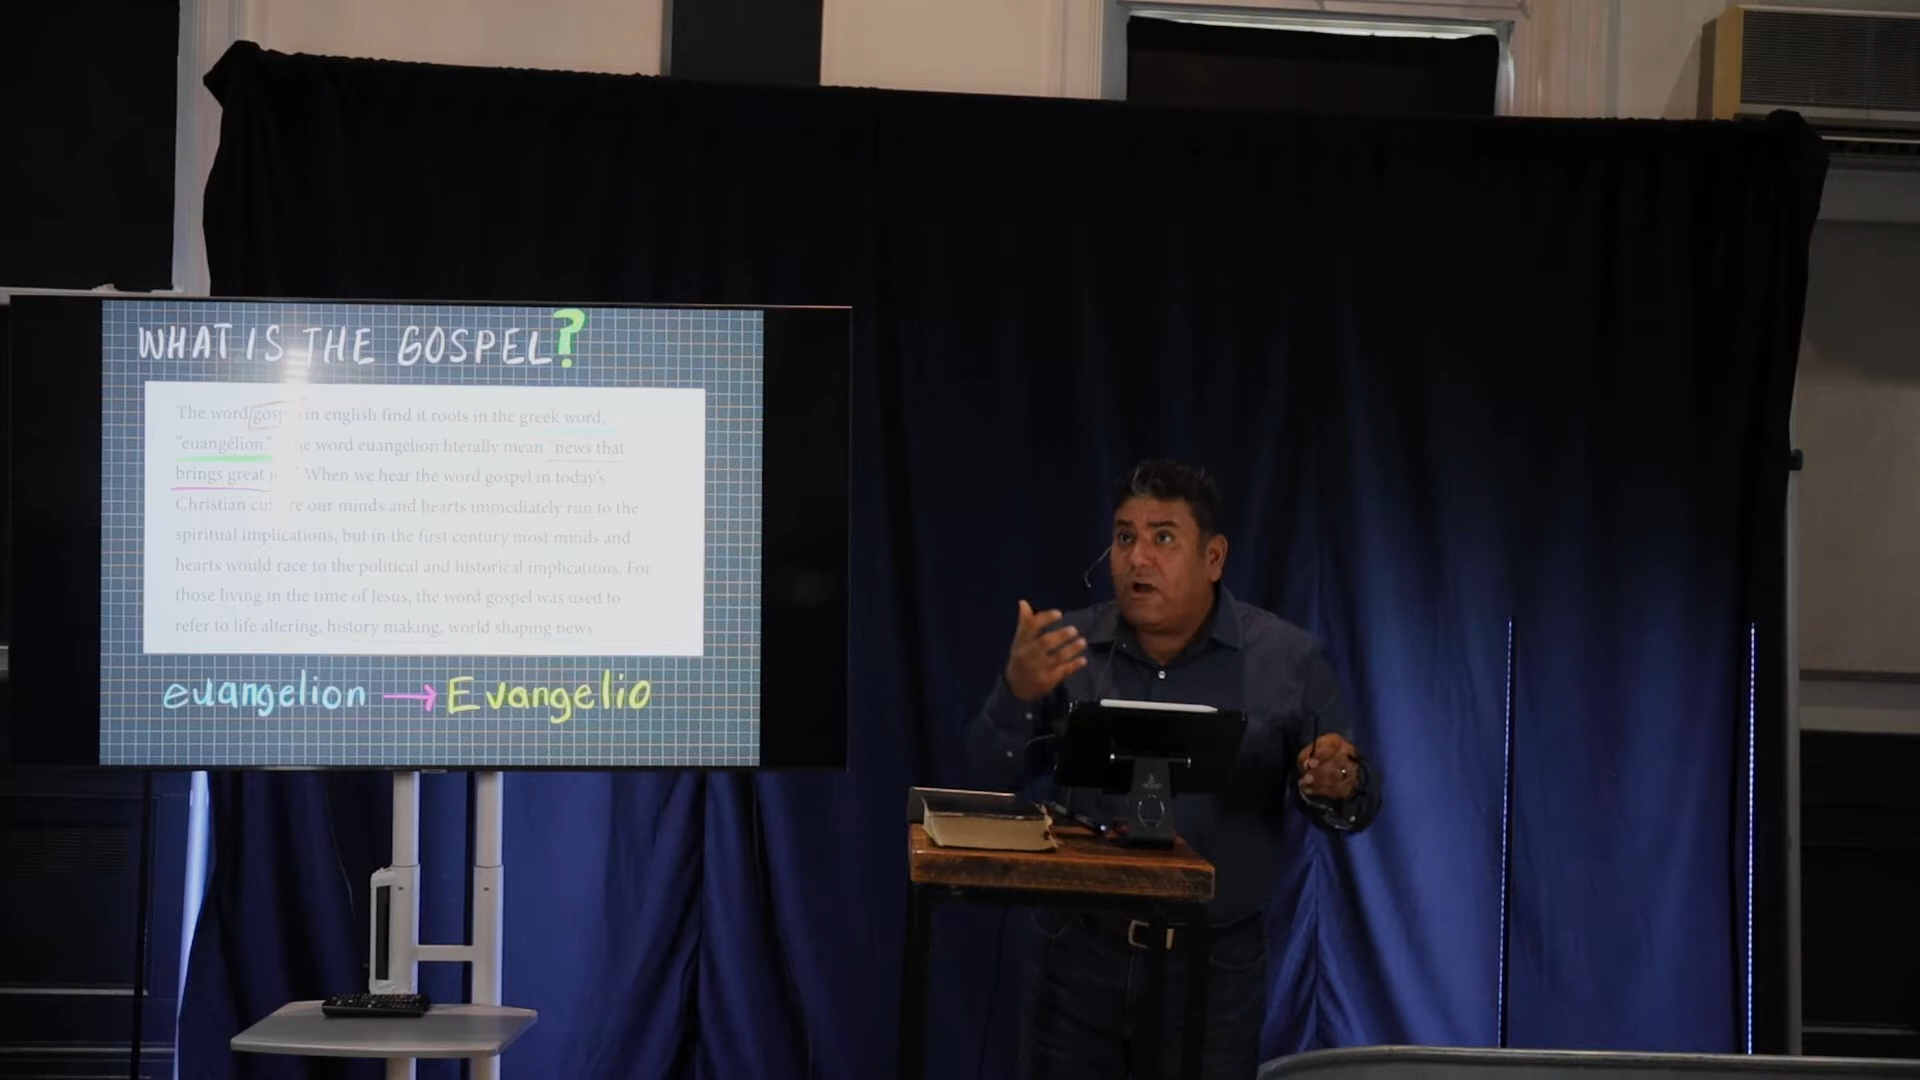 WHAT IS THE GOSPEL?
The word in english find it roots in the greek word,
"euangelion." word euangelion literally mean "news that
brings great When we hear the word gospel in today's
Christian our minds and hearts immediately run to the
spiritual implications, but in the first century most minds and
hearts would race to the political and historical implications. For
those living in the time of Jesus, the word gospel was used to
refer to life altering, history making, world shaping news
euangelion → Evangelio